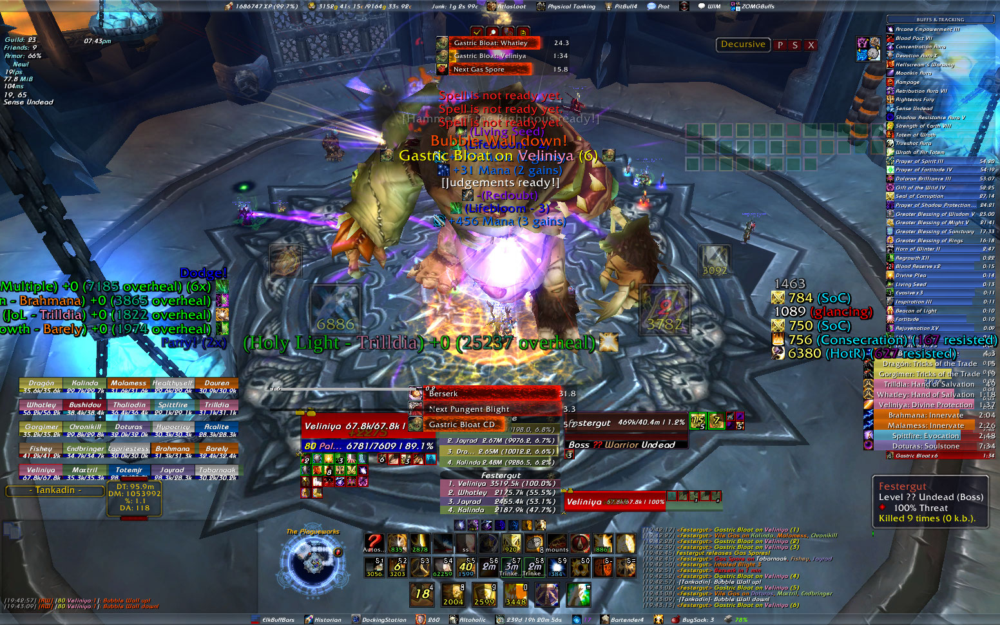 1686747 XP (99.7%)
3152g 41s 15c /9164g 33s 92c
Junk: 1g 2s 99c
AtlasLoot
Physical Tanking
PitBull4
Prat
WIM
ZOMGBuffs
Guild: 23
Friends: 9
Armor: 66%
New!
19fps
77.8 MiB
104ms
19, 65
Sense Undead
07:43pm
Gastric Bloat: Whatley 24.3
Gastric Bloat: Veliniya 1:34
Next Gas Spore 15.8
Decursive P S X
BUFFS & TRACKING
Arcane Empowerment III
Blood Pact VII
Concentration Aura
Devotion Aura X
Hellscream's Warsong
Moonkin Aura
Rampage
Retribution Aura VII
Righteous Fury
Sense Undead
Shadow Resistance Aura V
Strength of Earth VIII
Totem of Wrath
Trueshot Aura
Wrath of Air Totem
Prayer of Spirit III 54:20
Prayer of Fortitude IV 54:19
Dalaran Brilliance III 53:07
Gift of the Wild IV 52:25
Seal of Corruption 27:14
Prayer of Shadow Protection... 24:21
Greater Blessing of Wisdom V 23:00
Greater Blessing of Might V 21:41
Greater Blessing of Sanctuary 17:33
Greater Blessing of Kings 16:18
Horn of Winter II 2:47
Regrowth XII 0:22
Blood Reserve x2 0:15
Divine Plea 0:14
Living Seed 0:13
Evasive x3 0:11
Inspiration III 0:11
Beacon of Light 0:10
Fortitude 0:10
Rejuvenation XV 0:09
Spell is not ready yet.
Spell is not ready yet.
Spell is not ready yet.
[Hammer of the Righteous ready!]
(Living Seed)
Bubble Wall down!
Gastric Bloat on Veliniya (6)
+31 Mana (2 gains)
[Judgements ready!]
-(Redoubt)
(Lifebloom - 3)
+456 Mana (3 gains)
Dodge!
Multiple) +0 (7185 overheal) (6x)
n - Brahmana) +0 (3865 overheal)
(JoL - Trilldia) +0 (1822 overheal)
owth - Barely) +0 (1974 overheal)
Parry! (2x)
6886
3092
3782
(Holy Light - Trilldia) +0 (25237 overheal)
1463
784 (SoC)
1089 (glancing)
750 (SoC)
756 (Consecration) (167 resisted)
6380 (HotR) (627 resisted)
Dragòn: Tricks of the Trade 15
Gorgimer: Tricks of the Trade 19
Trilldia: Hand of Salvation 49
Whatley: Hand of Salvation 1:18
Veliniya: Divine Protection 1:37
Brahmana: Innervate 2:04
Malamess: Innervate 2:26
Spitfire: Evocation 2:48
Doturas: Soulstone 7:34
Gastric Bloat x6 1:34
Dragòn Kalinda Malamess Healthyself Dauren
35.6k/35.6k 29.7k/29.7k 31.6k/31.6k 29.6k/29.6k 30.9k/30.9k
Whatley Bushidou Thaliodin Spittfire Trilldia
56.2k/56.2k 38.4k/38.4k 36.4k/36.4k 29.1k/29.1k 31.1k/31.1k
Gorgimer Chronikill Doturas Hypocricy Acalite
35.2k/35.2k 29.8k/29.8k 32.0k/30.0k 30.3k/30.3k 28.3k/28.3k
Fishey Endbringer Lapriestess Brahmana Barely
41.2k/41.2k 34.7k/34.7k 30.0k/30.0k 31.3k/31.3k 32.4k/32.4k
Veliniya Maxtril Totemjr Jayrad Tabarnaak
67.8k/67.8k 35.3k/35.3k 28.3k/28.3k 30.2k/30.2k
- Tankadin -
DT: 95.9m
DM: 1053992
%: 1.1
DA: 118
Berserk 31.8
Next Pungent Blight 3.3
Gastric Bloat CD
Veliniya 67.8k/67.8k |
+2275
80 Pal... 6781/7609 | 89.1%
2. Jayrad 2.67M (9976.2, 6.7%)
3. Dra... 2.65M (10012.2, 6.6%)
4. Kalinda 2.48M (9286.5, 6.2%)
Festergut
1. Veliniya 3519.5k (100.0%)
2. Whatley 2175.7k (55.5%)
3. Jayrad 2455.4k (53.1%)
4. Kalinda 2187.9k (47.7%)
Festergut 469k/40.4m | 1.2%
Boss ?? Warrior Undead
Veliniya 67.8k/67.8k | 100%
Festergut
Level ?? Undead (Boss)
100% Threat
Killed 9 times (0 k.b.).
The Plagueworks
Autos... 835 2878 ss 920 8 mounts 886
3056 3203 62259 1599 2m 3m 2m 384
Trinke... Trinke...
18 2004 2599 3448
[19:42:17] <Festergut> Gastric Bloat on Veliniya (1)
[19:42:27] <Festergut> Vile Gas on Kalinda, Malamess, Chronikill
[19:42:28] <Festergut> Gastric Bloat on Veliniya (2)
[19:42:39] <Festergut> Gastric Bloat on Veliniya (3)
[19:42:45] Festergut releases Gas Spores!
[19:42:45] <Festergut> Gas Spore on Tabarnaak, Fishey, Jayrad
[19:42:50] <Festergut> Inhaled Blight 3
[19:42:51] <Festergut> Berserk in 1 min
[19:42:52] <Festergut> Gastric Bloat on Veliniya (4)
[19:42:57] -[Tankadin]- Bubble Wall up!
[19:43:02] <Festergut> Gastric Bloat on Veliniya (5)
[19:43:08] <Festergut> Vile Gas on Doturas, Maxtril, Endbringer
[19:43:09] -[Tankadin]- Bubble Wall down!
[19:43:13] <Festergut> Gastric Bloat on Veliniya (6)
[19:42:57] [RW] [80:Veliniya:1]: Bubble Wall up!
[19:43:09] [RW] [80:Veliniya:1]: Bubble Wall down!
ElkBuffBars
Historian
DockingStation
260
Altoholic
239d 19h 20m 56s
17
Bartender4
BugSack: 3
78%